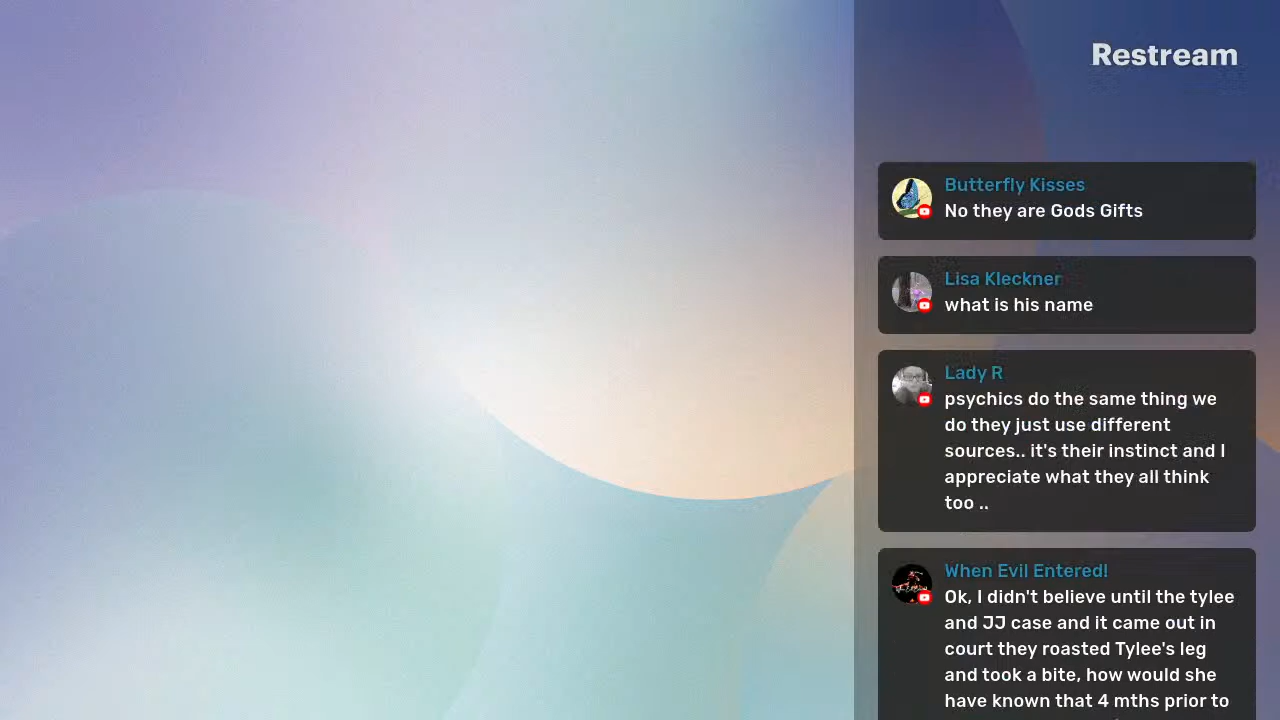 Restream
Butterfly Kisses
No they are Gods Gifts
Lisa Kleckner
what is his name
Lady R
psychics do the same thing we
do they just use different
sources.. it's their instinct and I
appreciate what they all think
too ..
When Evil Entered!
Ok, I didn't believe until the tylee
and JJ case and it came out in
court they roasted Tylee's leg
and took a bite, how would she
have known that 4 mths prior to